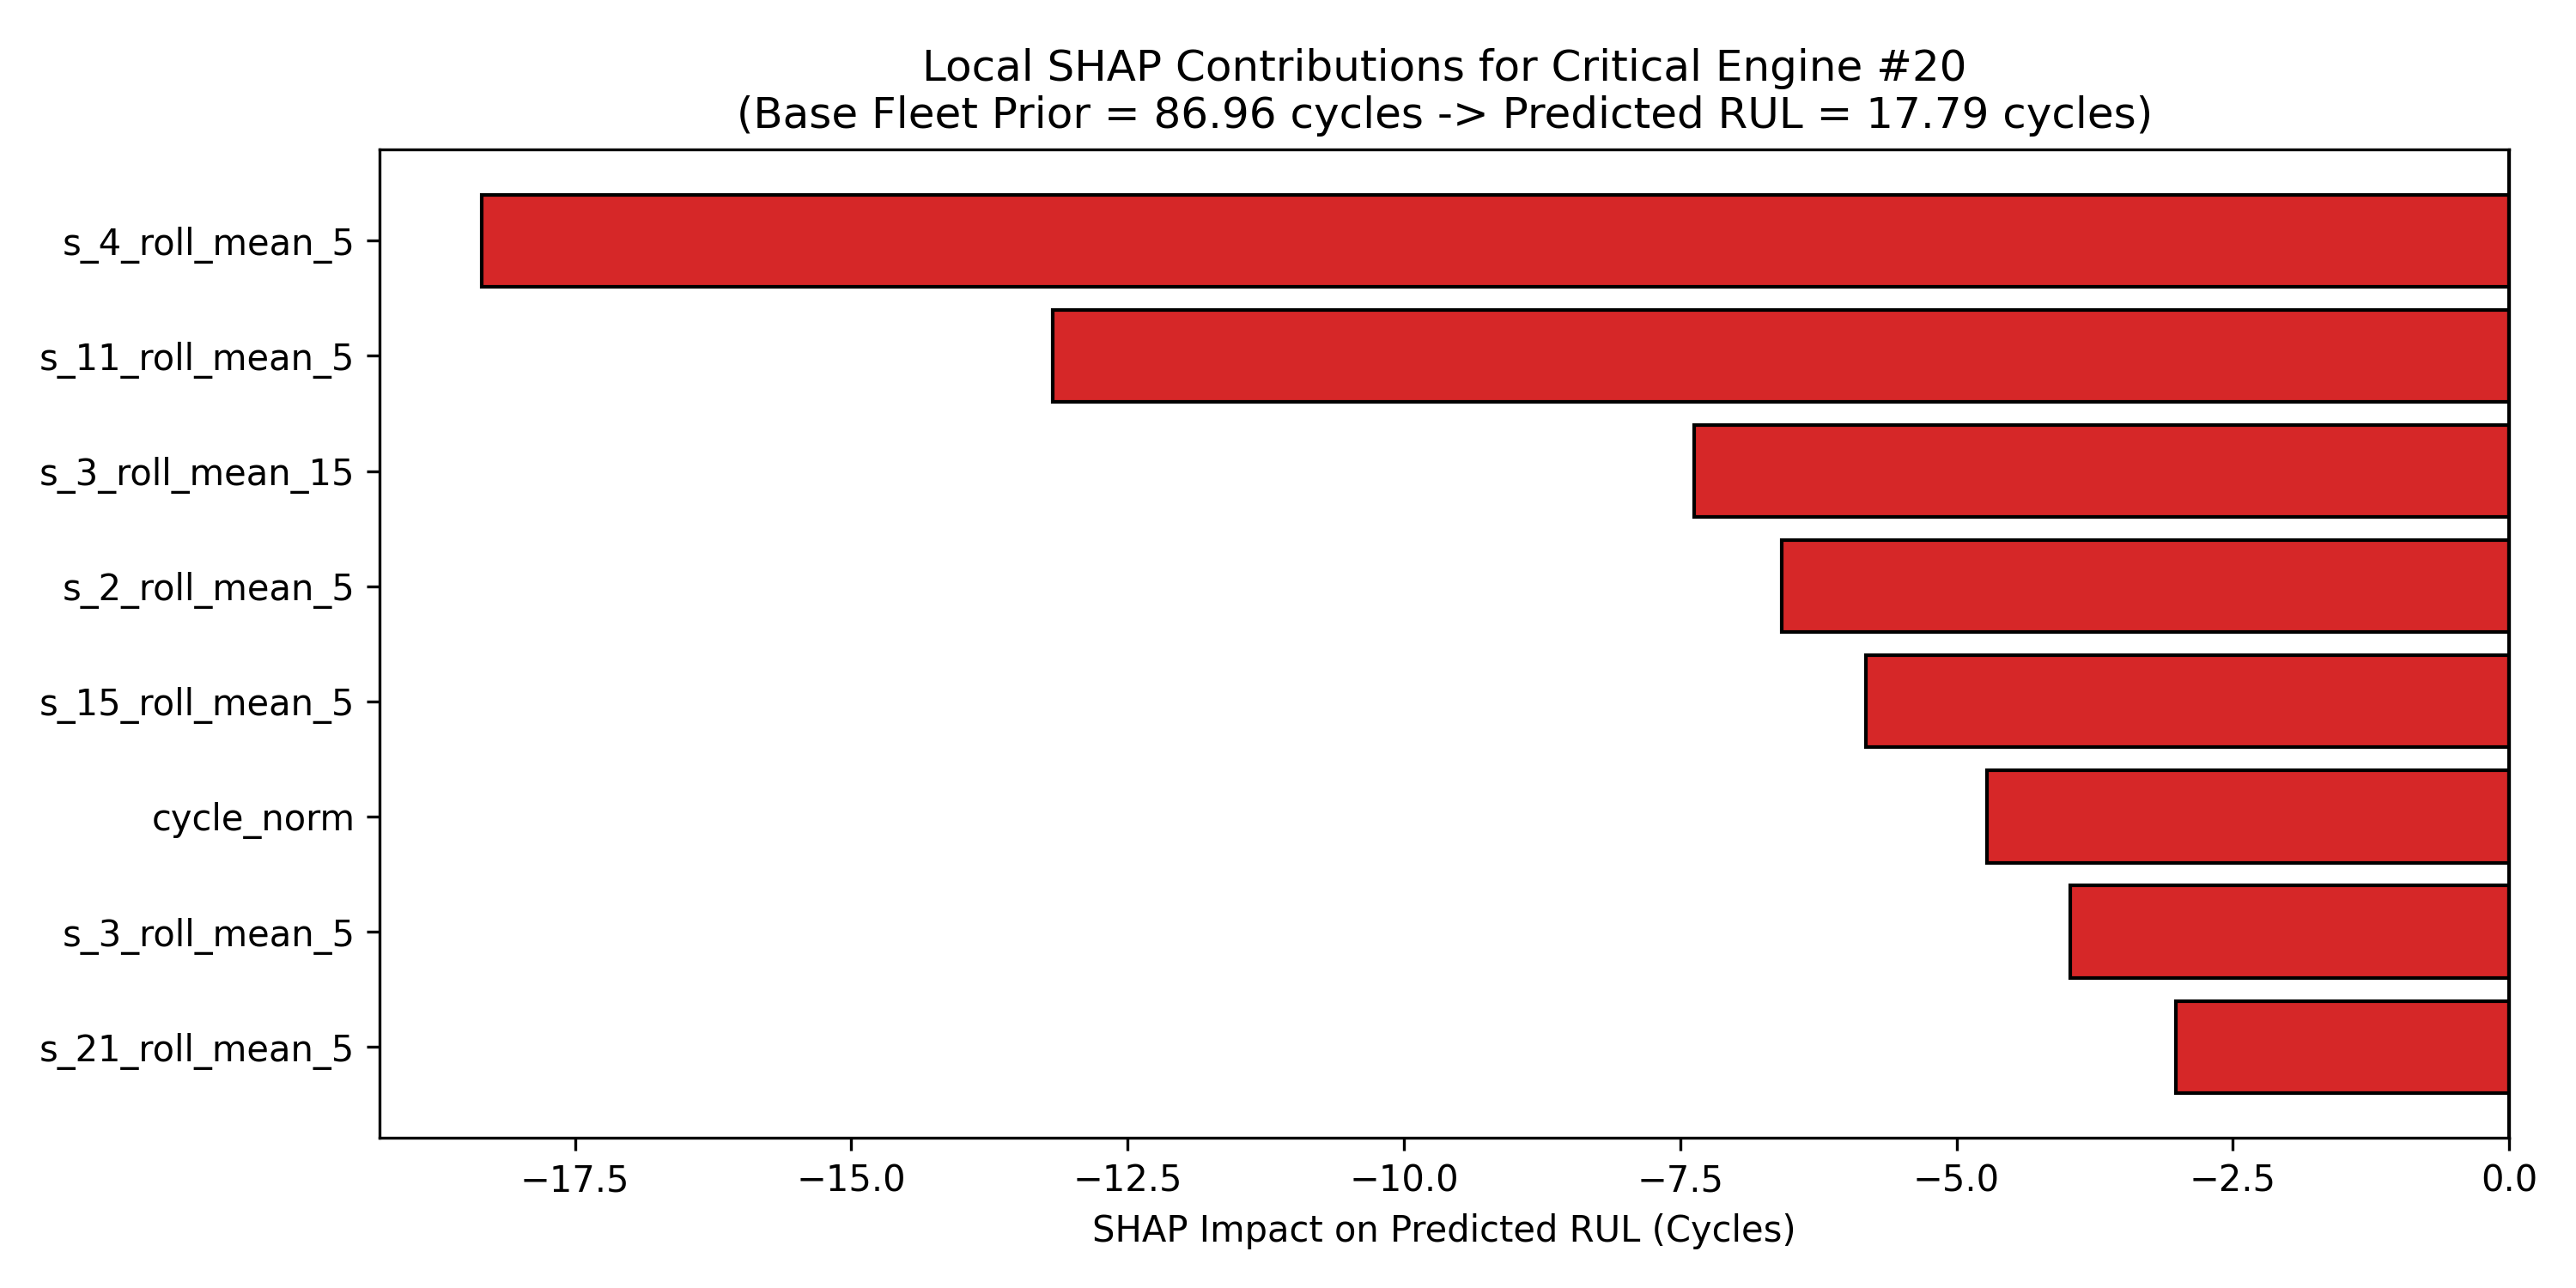 Local SHAP Contributions for Critical Engine #20
(Base Fleet Prior = 86.96 cycles -> Predicted RUL = 17.79 cycles)
s_4_roll_mean_5
s_11_roll_mean_5
s_3_roll_mean_15
s_2_roll_mean_5
s_15_roll_mean_5
cycle_norm
s_3_roll_mean_5
s_21_roll_mean_5
−17.5 −15.0 −12.5 −10.0 −7.5 −5.0 −2.5 0.0
SHAP Impact on Predicted RUL (Cycles)